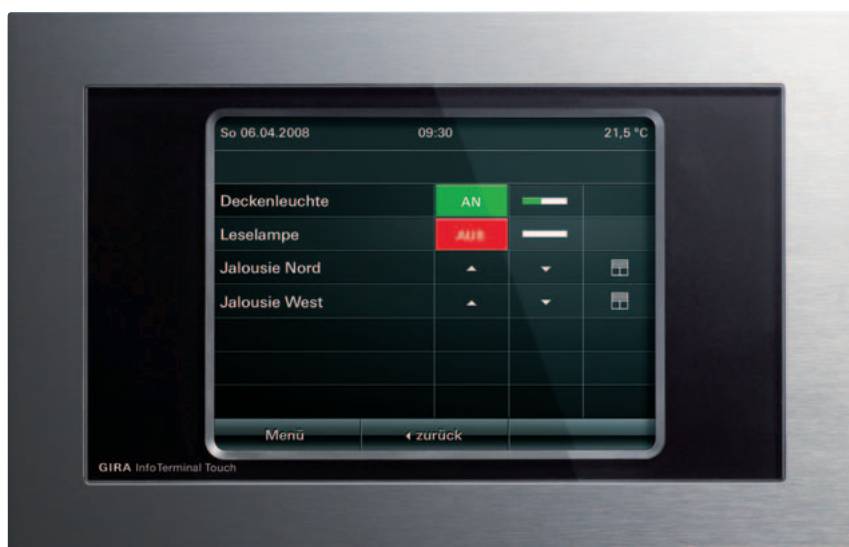 So 06.04.2008 09:30 21,5 °C
Deckenleuchte AN
Leselampe
Jalousie Nord
Jalousie West
Menü zurück
GIRA InfoTerminal Touch